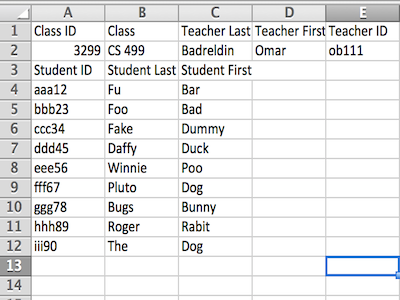 A B C D E
1 Class ID Class Teacher Last Teacher First Teacher ID
2 3299 CS 499 Badreldin Omar ob111
3 Student ID Student Last Student First
4 aaa12 Fu Bar
5 bbb23 Foo Bad
6 ccc34 Fake Dummy
7 ddd45 Daffy Duck
8 eee56 Winnie Poo
9 fff67 Pluto Dog
10 ggg78 Bugs Bunny
11 hhh89 Roger Rabit
12 iii90 The Dog
13
14